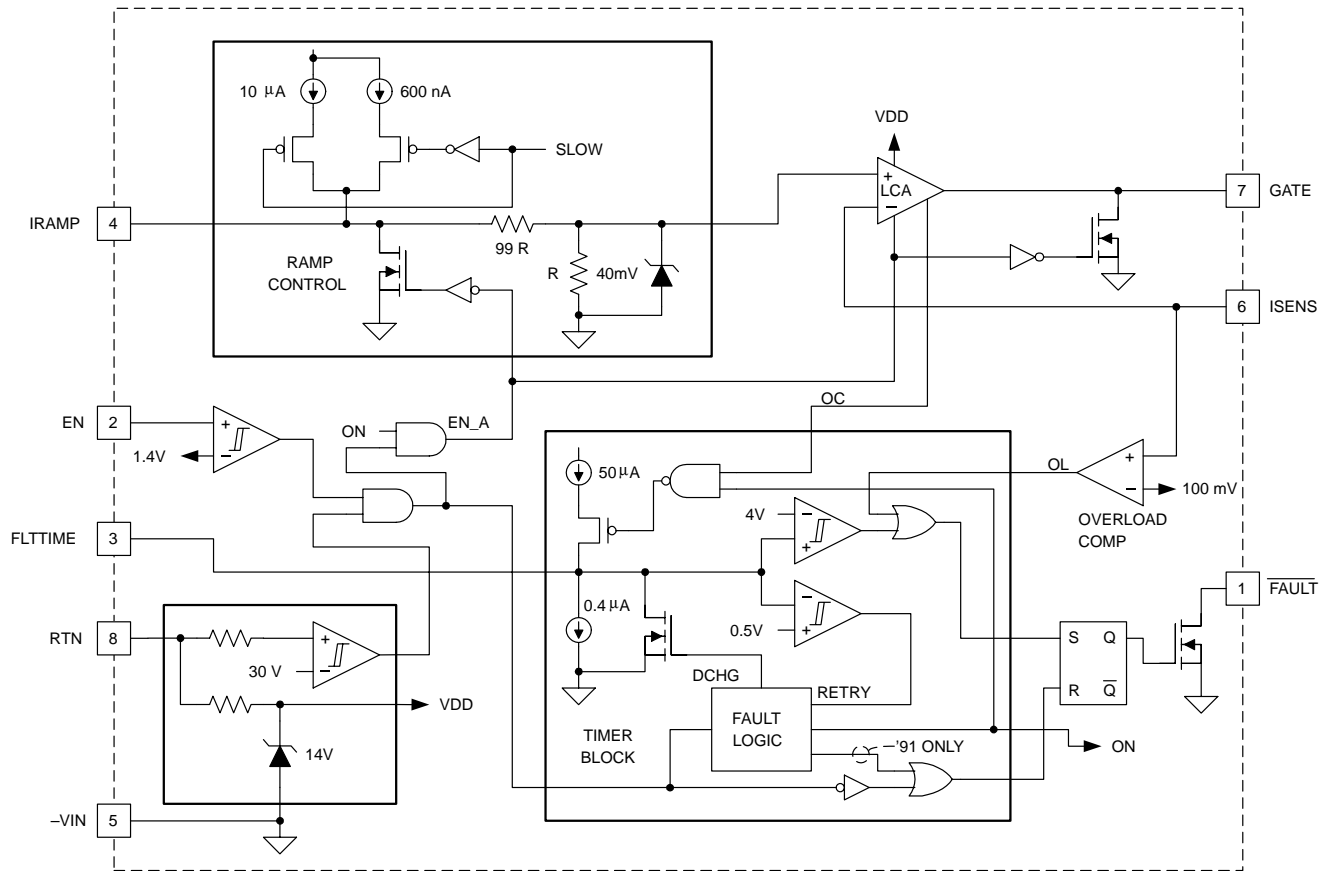 10 μA
600 nA
SLOW
VDD
+
LCA
−
7
GATE
IRAMP
4
99 R
RAMP
CONTROL
R
40mV
6
ISENS
EN
2
+
−
1.4V
ON
EN_A
OC
50 μA
OL
+
−
100 mV
OVERLOAD
COMP
4V
−
+
FLTTIME
3
0.4 μA
−
+
0.5V
1
FAULT
RTN
8
+
−
30 V
S Q
R Q
DCHG
RETRY
VDD
FAULT
LOGIC
TIMER
BLOCK
14V
–'91 ONLY
ON
–VIN
5